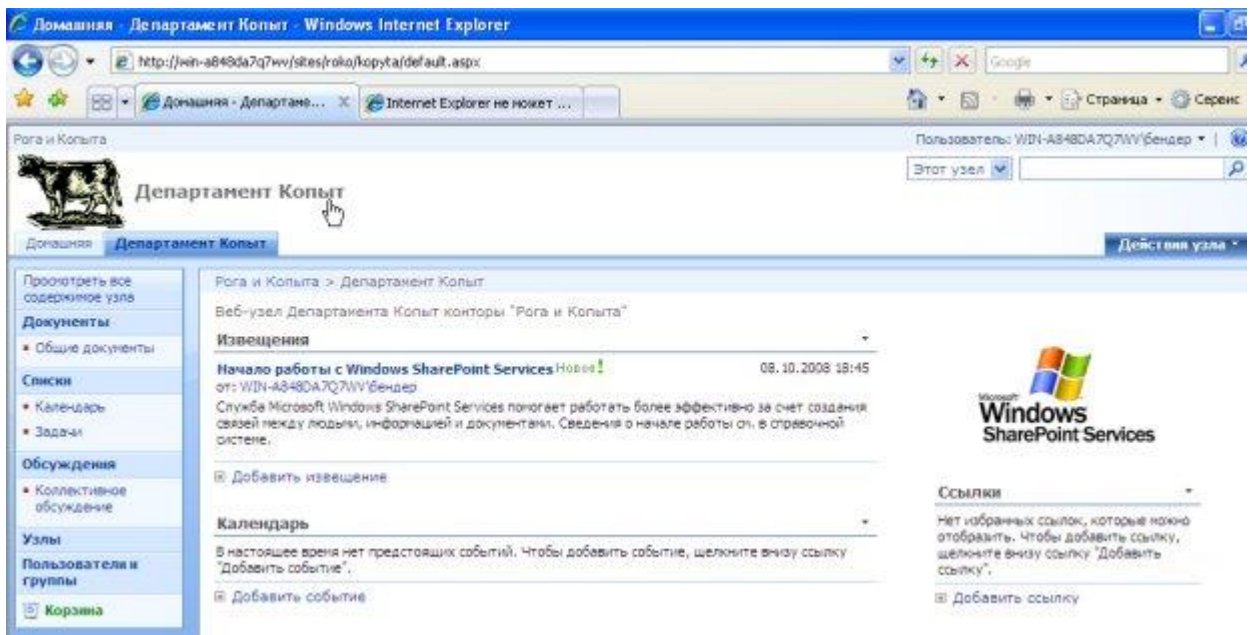 Домашняя - Департамент Копыт - Windows Internet Explorer
http://win-a848da7q7wv/sites/roko/kopyta/default.aspx
Google
Домашняя - Департаме...
Internet Explorer не может ...
Страница
Сервис
Рога и Копыта
Пользователь: WIN-A848DA7Q7WV\бендер
Департамент Копыт
Этот узел
Домашняя
Департамент Копыт
Действия узла
Просмотреть все
содержимое узла
Документы
Общие документы
Списки
Календарь
Задачи
Обсуждения
Коллективное
обсуждение
Узлы
Пользователи и
группы
Корзина
Рога и Копыта > Департамент Копыт
Веб-узел Департамента Копыт конторы "Рога и Копыта"
Извещения
Начало работы с Windows SharePoint Services Новое!
08.10.2008 18:45
от: WIN-A848DA7Q7WV\бендер
Служба Microsoft Windows SharePoint Services помогает работать более эффективно за счет создания
связей между людьми, информацией и документами. Сведения о начале работы см. в справочной
системе.
Добавить извещение
Календарь
В настоящее время нет предстоящих событий. Чтобы добавить событие, щелкните внизу ссылку
"Добавить событие".
Добавить событие
Microsoft
Windows
SharePoint Services
Ссылки
Нет избранных ссылок, которые можно
отобразить. Чтобы добавить ссылку,
щелкните внизу ссылку "Добавить
ссылку".
Добавить ссылку